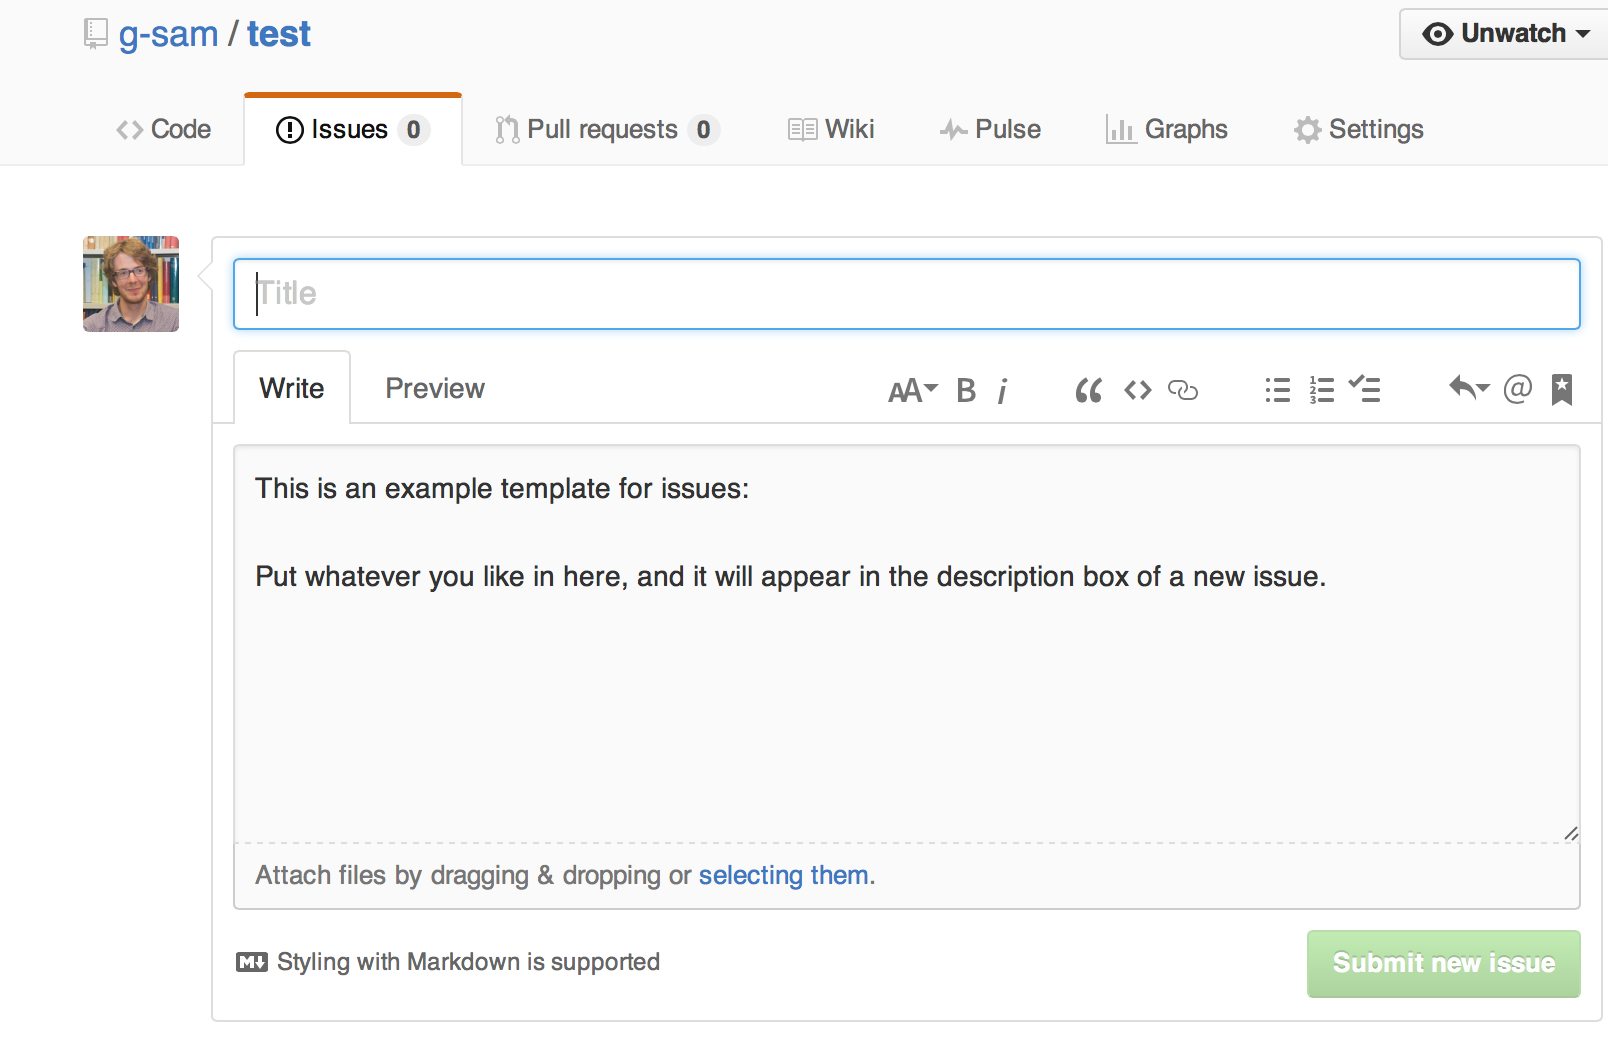 g-sam / test
Unwatch
Code
Issues 0
Pull requests 0
Wiki
Pulse
Graphs
Settings
Title
Write
Preview
AA B i
This is an example template for issues:
Put whatever you like in here, and it will appear in the description box of a new issue.
Attach files by dragging & dropping or selecting them.
M Styling with Markdown is supported
Submit new issue